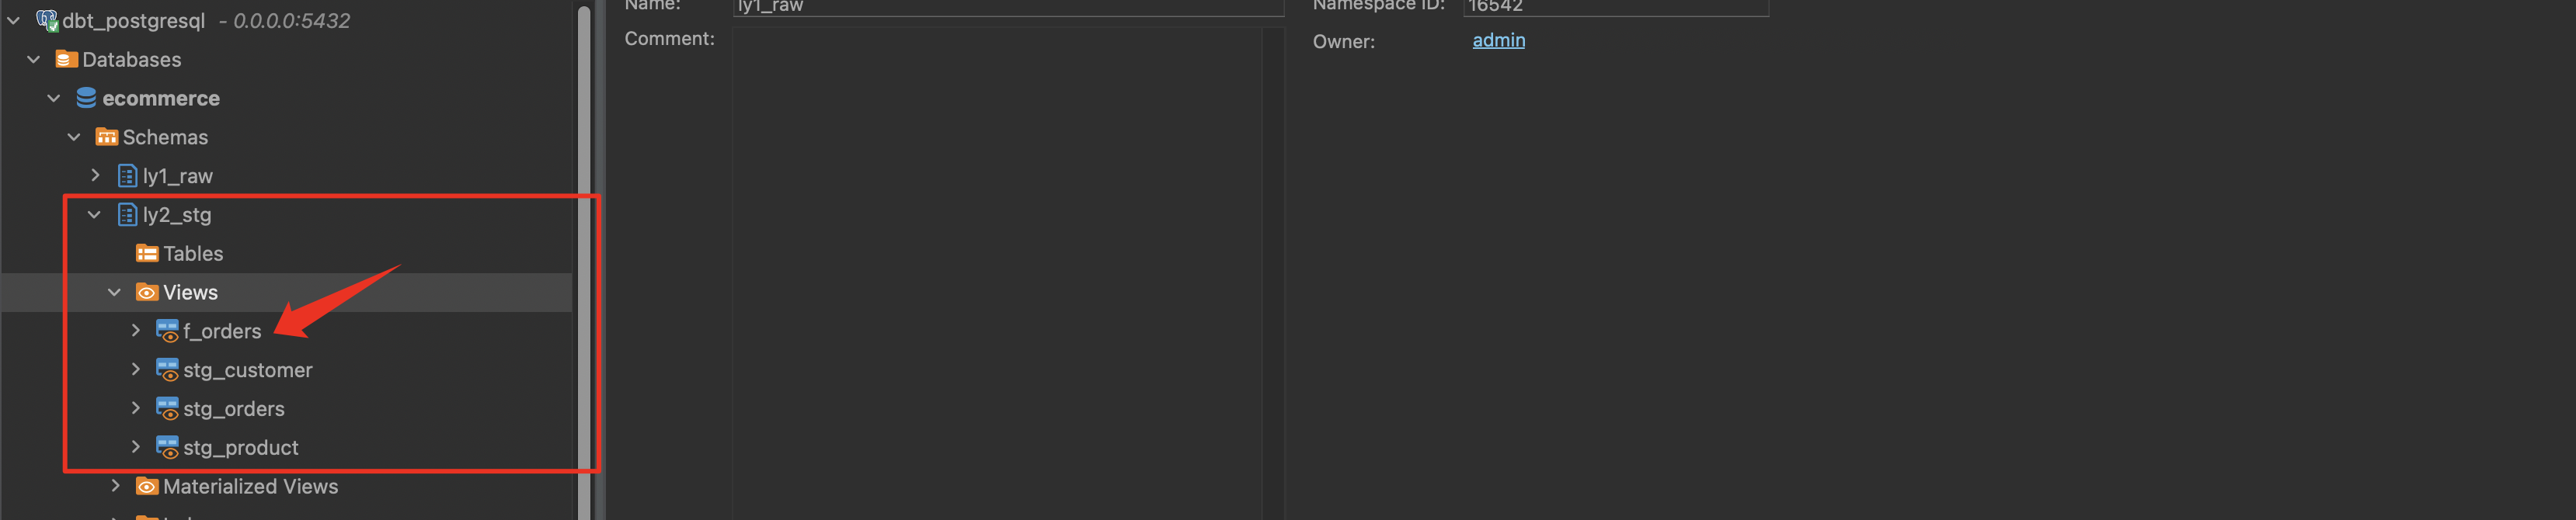 dbt_postgresql - 0.0.0.0:5432
Databases
ecommerce
Schemas
ly1_raw
ly2_stg
Tables
Views
f_orders
stg_customer
stg_orders
stg_product
Materialized Views
Name: ly1_raw
Comment:
Namespace ID: 16542
Owner: admin